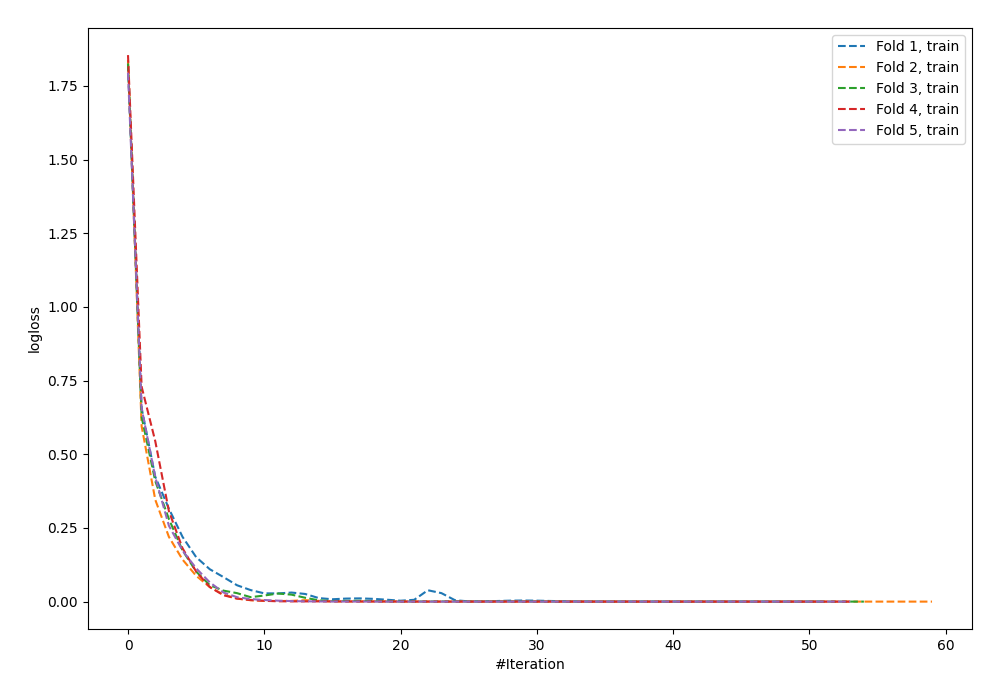 Fold 1, train
Fold 2, train
Fold 3, train
Fold 4, train
Fold 5, train
1.75
1.50
1.25
1.00
0.75
0.50
0.25
0.00
logloss
0 10 20 30 40 50 60
#Iteration